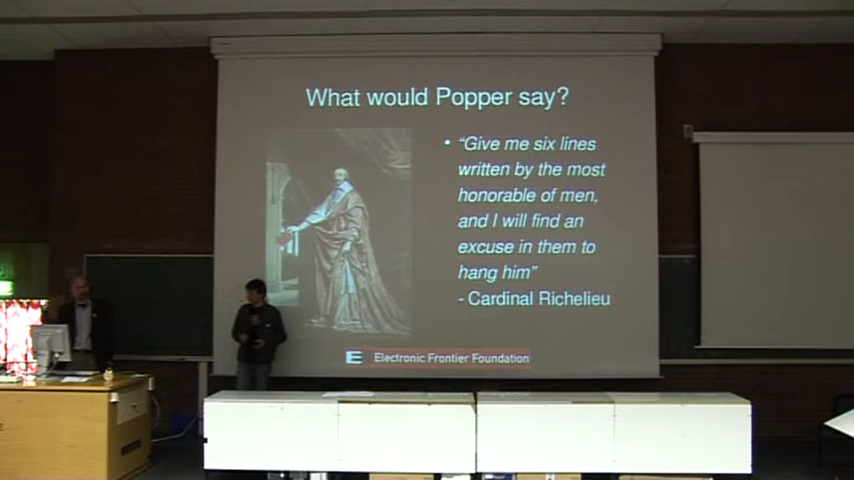 What would Popper say?
• “Give me six lines
written by the most
honorable of men,
and I will find an
excuse in them to
hang him”
- Cardinal Richelieu
Electronic Frontier Foundation